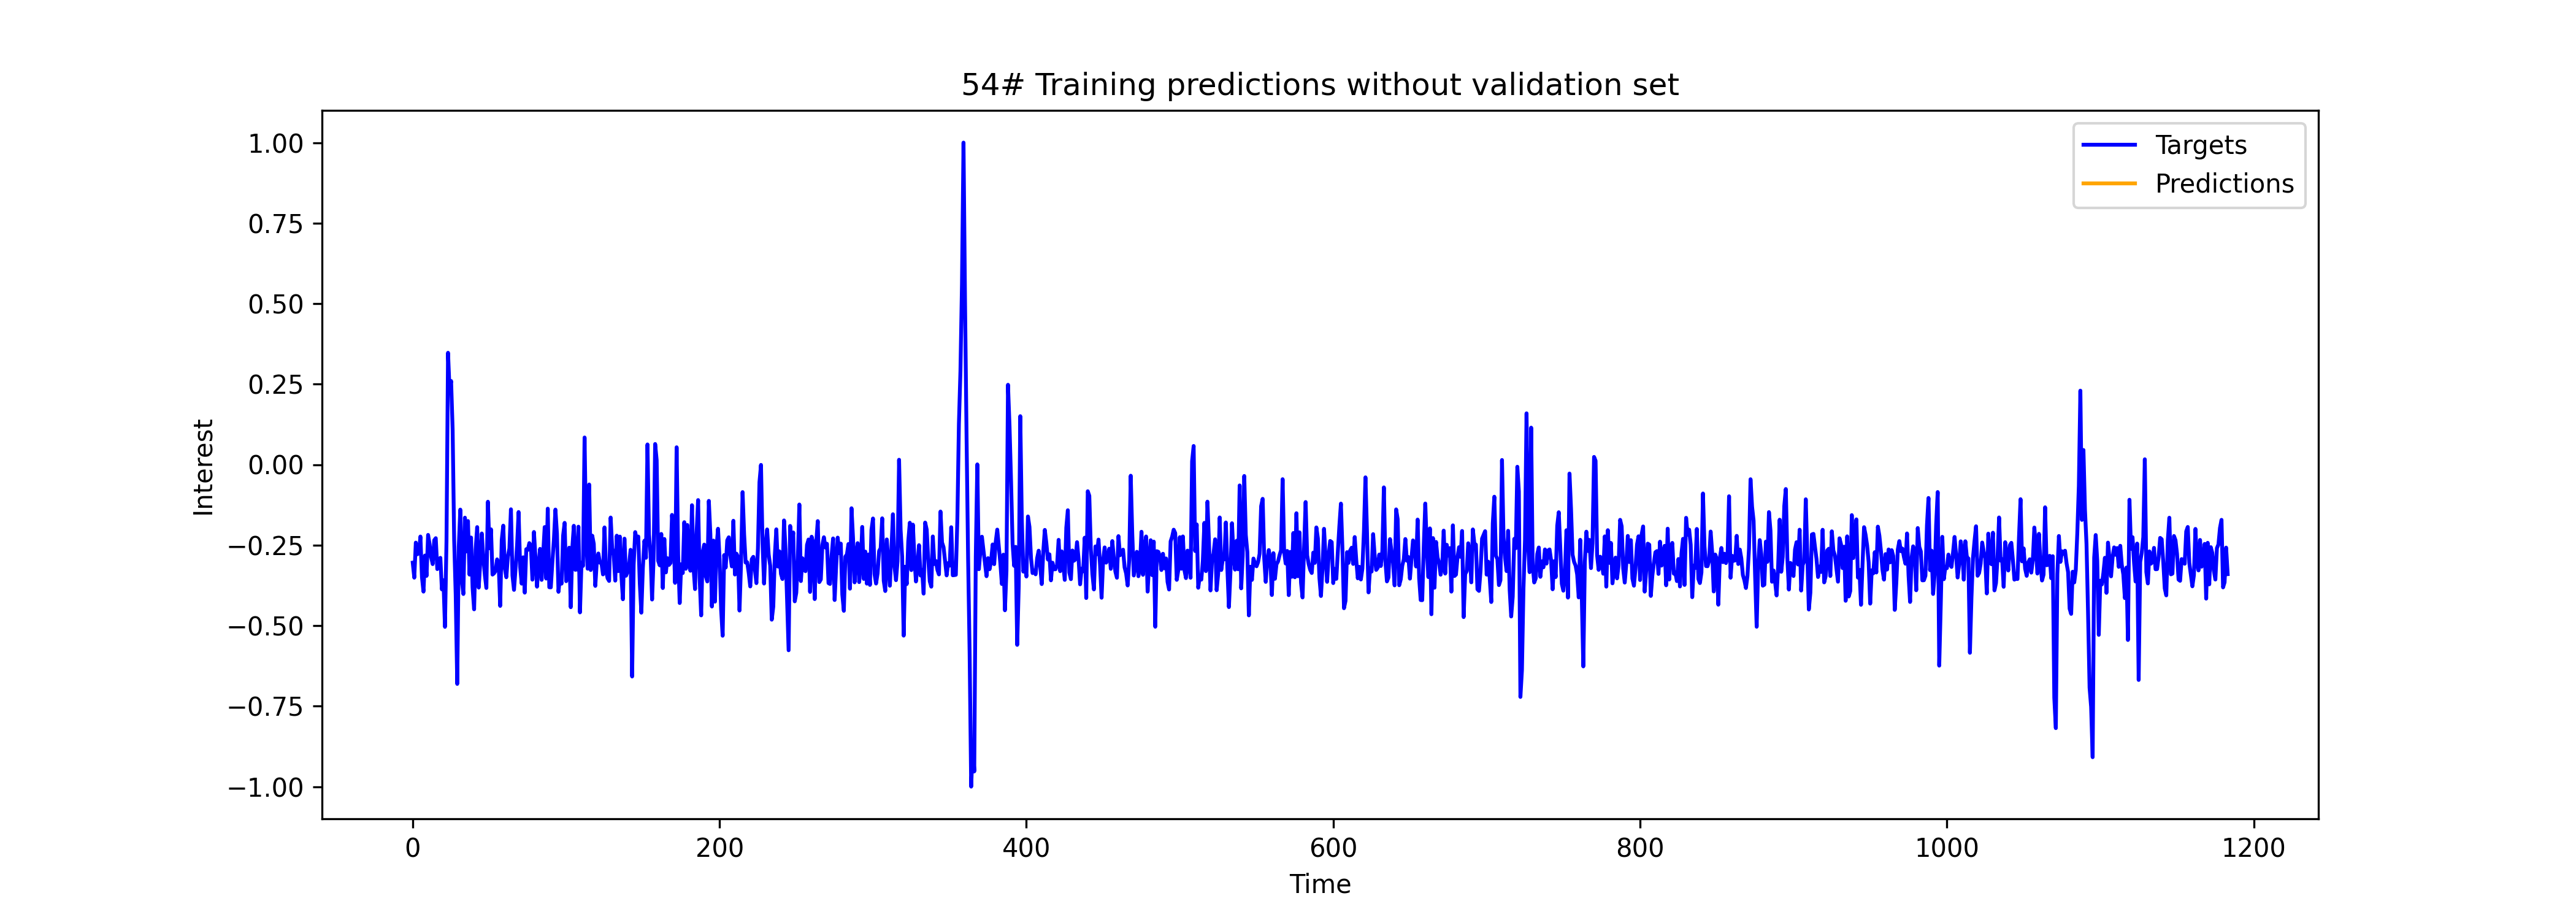 54# Training predictions without validation set
Targets
Predictions
1.00
0.75
0.50
0.25
0.00
−0.25
−0.50
−0.75
−1.00
Interest
0 200 400 600 800 1000 1200
Time